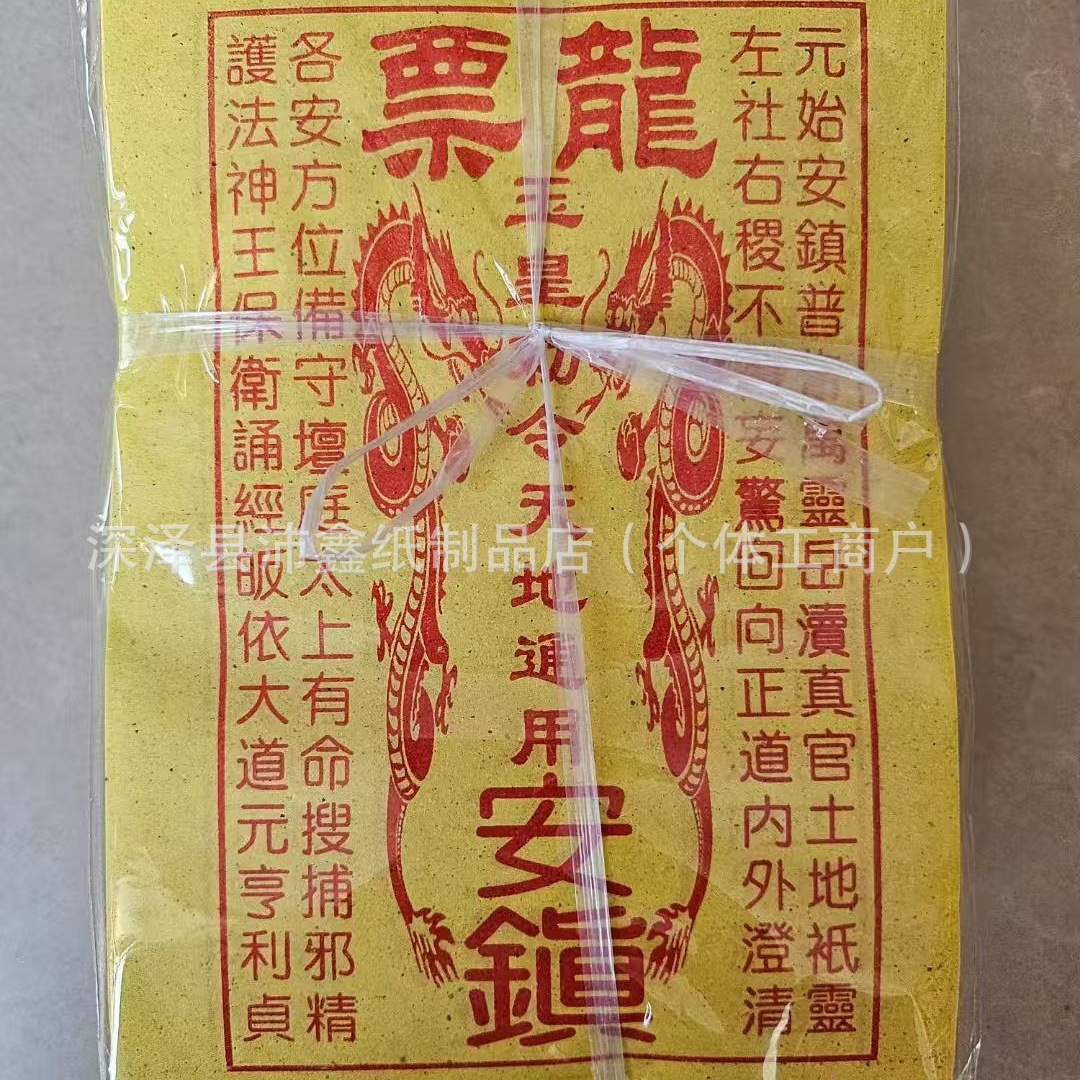 龍票
元始安鎮普萬靈岳瀆真官土地祇靈
左社右稷不妄驚回向正道內外澄清
玉皇令天地通用
安鎮
各安方位備守壇庭太上有命搜捕邪精
護法神王保衛誦經皈依大道元亨利貞
深泽县沛鑫纸制品店（个体工商户）